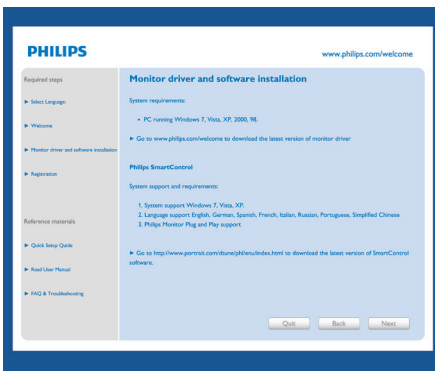 PHILIPS
www.philips.com/welcome
Required steps
► Select Language:
► Welcome
► Monitor driver and software installation
► Registration
Reference materials
► Quick Setup Quide
► Read User Manual
► FAQ & Troubleshooting
Monitor driver and software installation
System requirements:
• PC running Windows 7, Vista, XP, 2000, 98.
► Go to www.philips.com/welcome to download the latest version of monitor driver
Philips SmartControl
System support and requirements:
1. System support Windows 7, Vista, XP.
2. Language support English, German, Spanish, French, Italian, Russian, Portuguese, Simplified Chinese
3. Philips Monitor Plug and Play support
► Go to http://www.portrait.com/dtune/phl/enu/index.html to download the latest version of SmartControl
software.
Quit Back Next